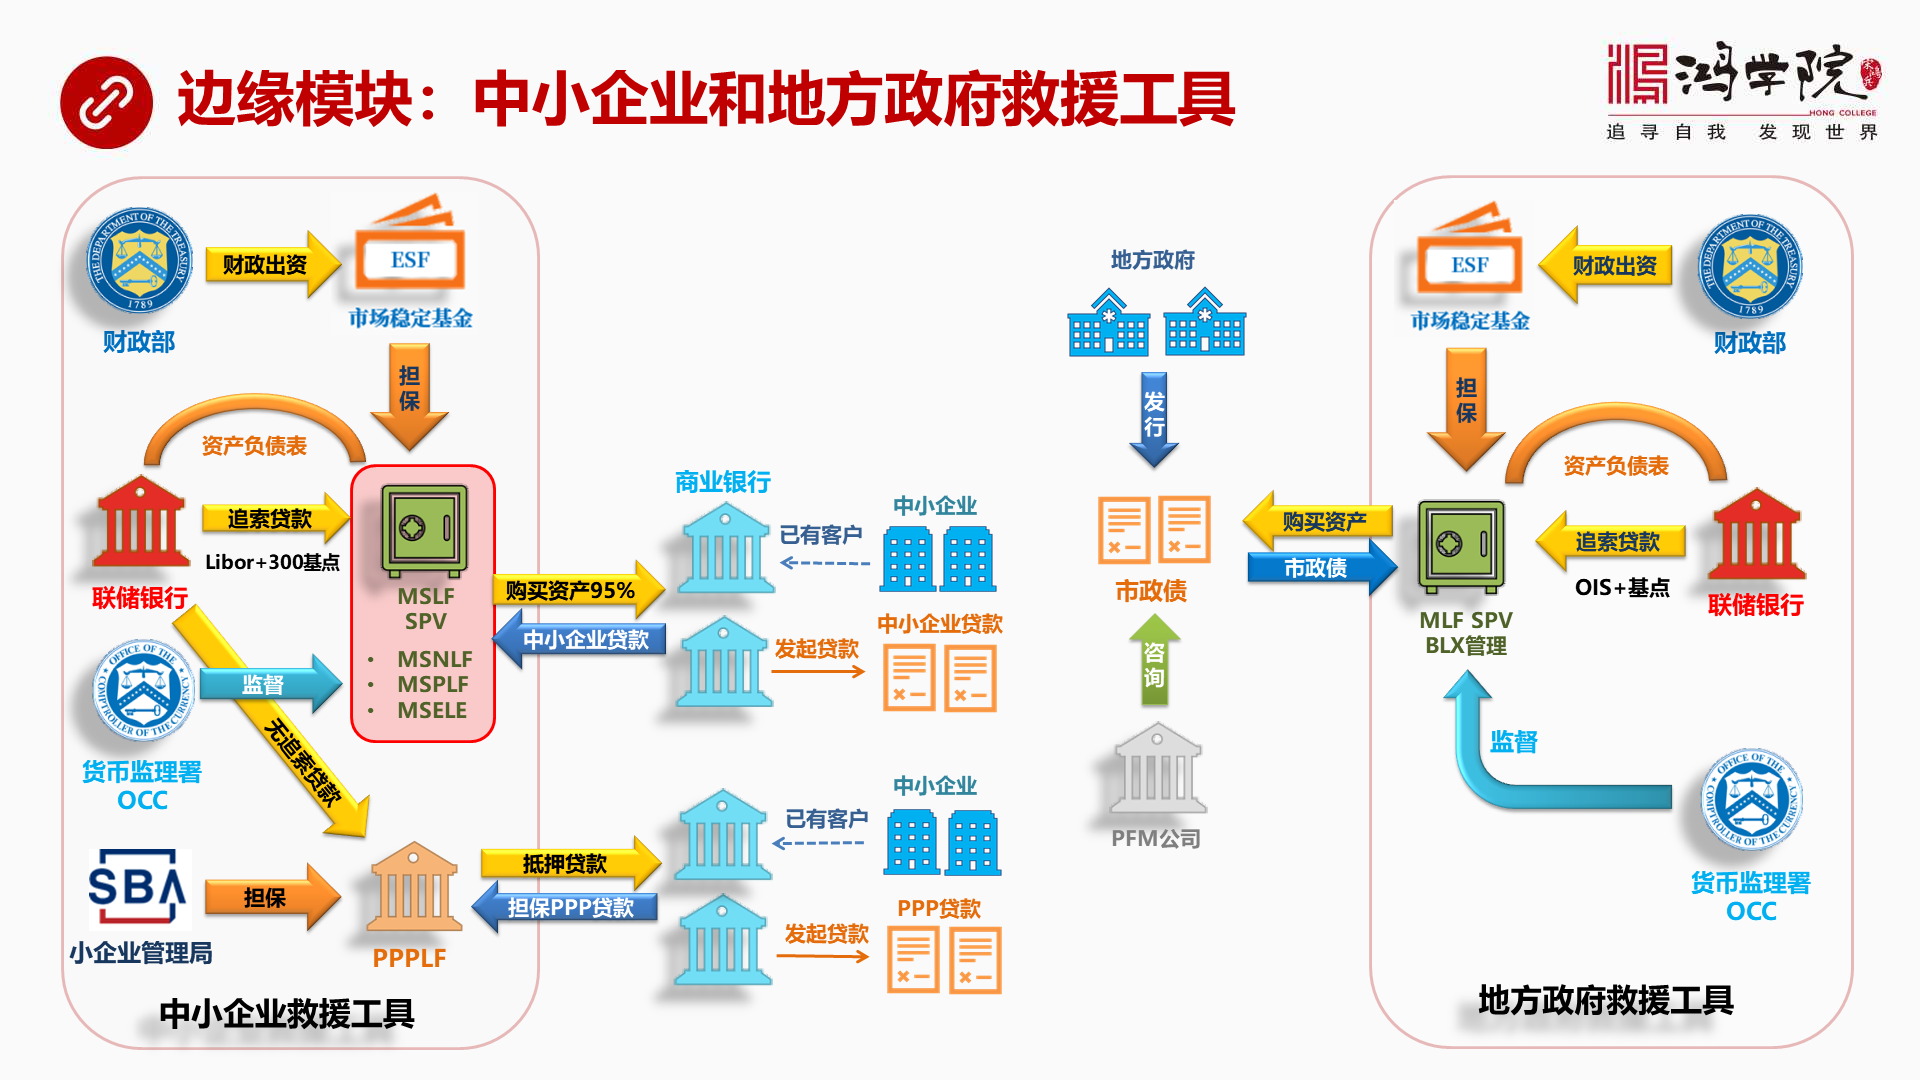 边缘模块：中小企业和地方政府救援工具
鸿学院
HONG COLLEGE
追寻自我 发现世界
THE DEPARTMENT OF THE TREASURY
1789
财政部
财政出资
ESF
市场稳定基金
担保
资产负债表
联储银行
追索贷款
Libor+300基点
MSLF
SPV
• MSNLF
• MSPLF
• MSELE
OFFICE OF THE
COMPTROLLER OF THE CURRENCY
监督
货币监理署
OCC
无追索贷款
SBA
小企业管理局
担保
PPPLF
中小企业救援工具
购买资产95%
中小企业贷款
商业银行
已有客户
中小企业
发起贷款
中小企业贷款
抵押贷款
担保PPP贷款
已有客户
中小企业
发起贷款
PPP贷款
地方政府
发行
市政债
咨询
PFM公司
购买资产
市政债
ESF
市场稳定基金
财政出资
THE DEPARTMENT OF THE TREASURY
1789
财政部
担保
资产负债表
追索贷款
OIS+基点
联储银行
MLF SPV
BLX管理
监督
OFFICE OF THE
COMPTROLLER OF THE CURRENCY
货币监理署
OCC
地方政府救援工具